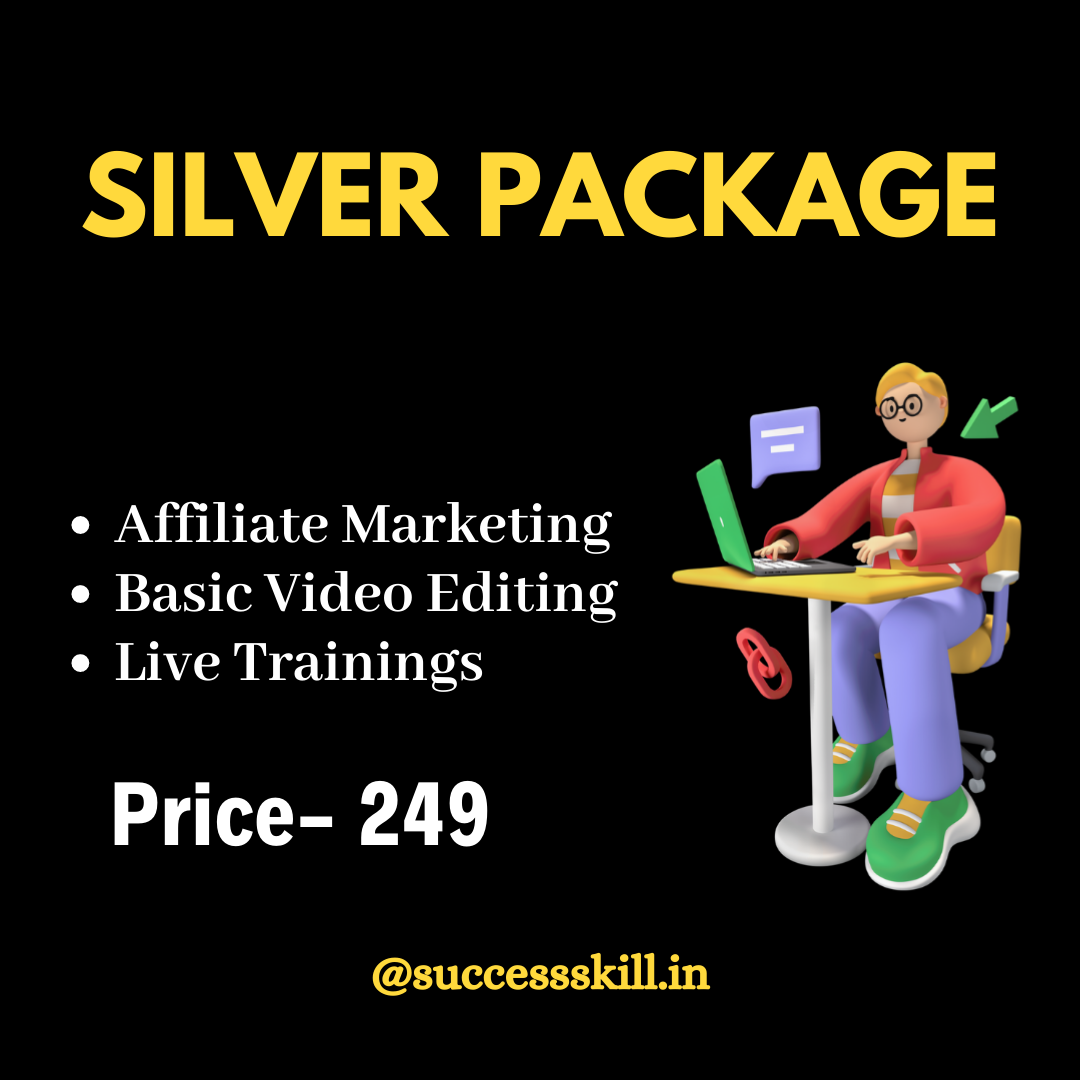 SILVER PACKAGE
• Affiliate Marketing
• Basic Video Editing
• Live Trainings
Price- 249
@successskill.in